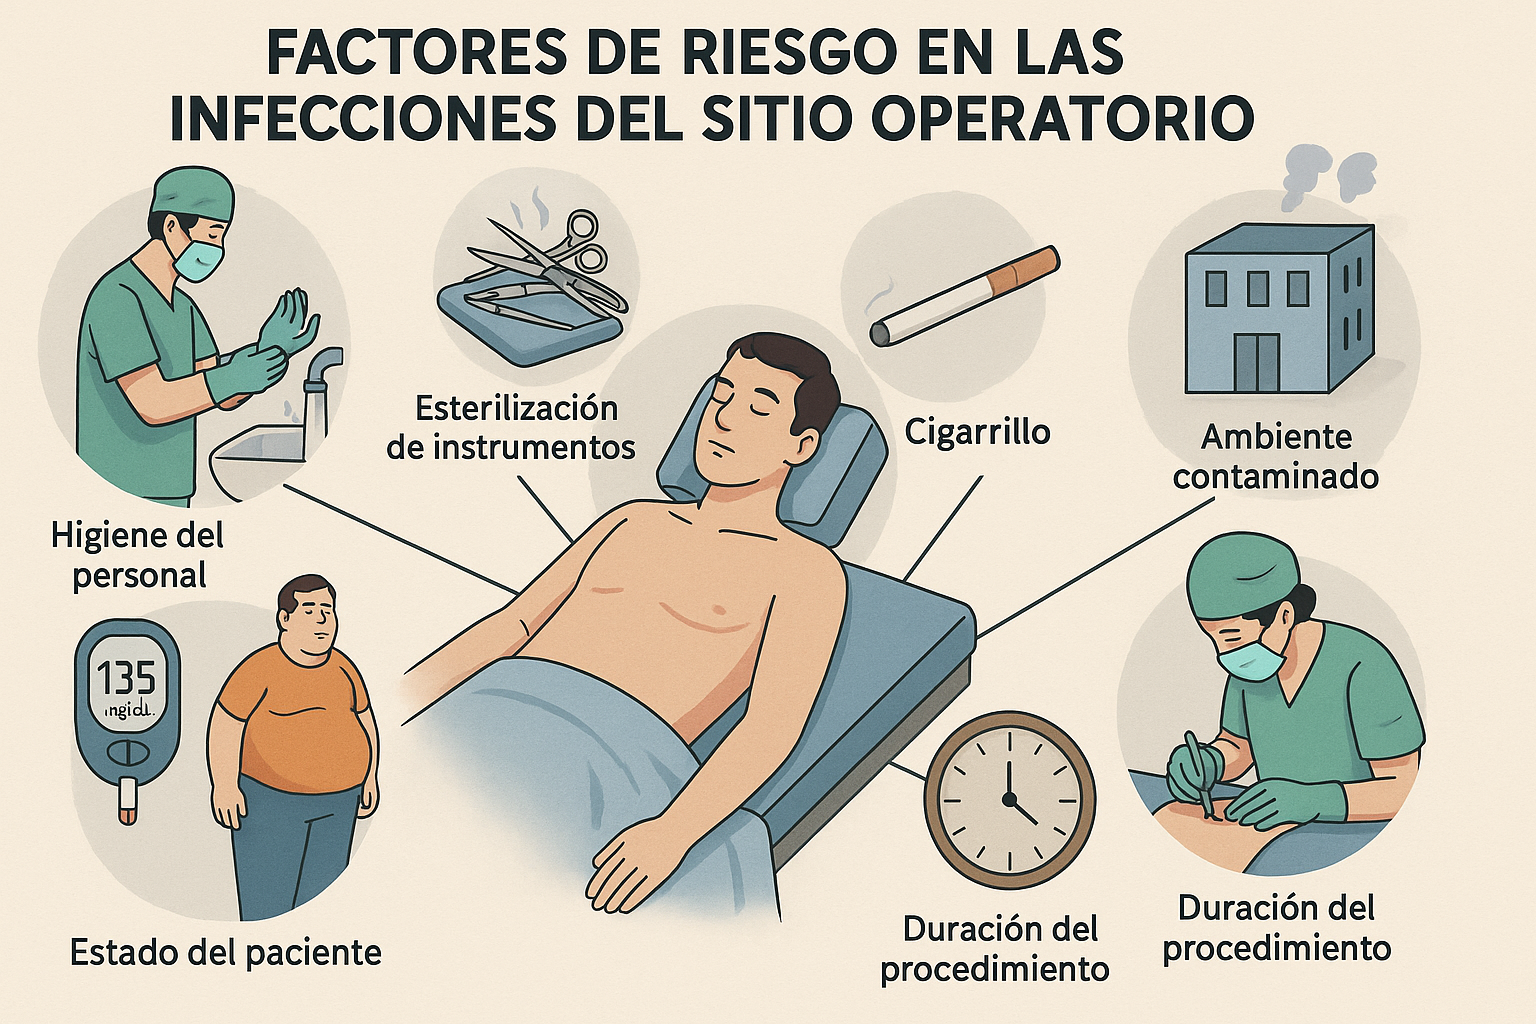 FACTORES DE RIESGO EN LAS
INFECCIONES DEL SITIO OPERATORIO
Esterilización
de instrumentos
Cigarrillo
Ambiente
contaminado
Higiene del
personal
135
Estado del paciente
Duración del
procedimiento
Duración del
procedimiento